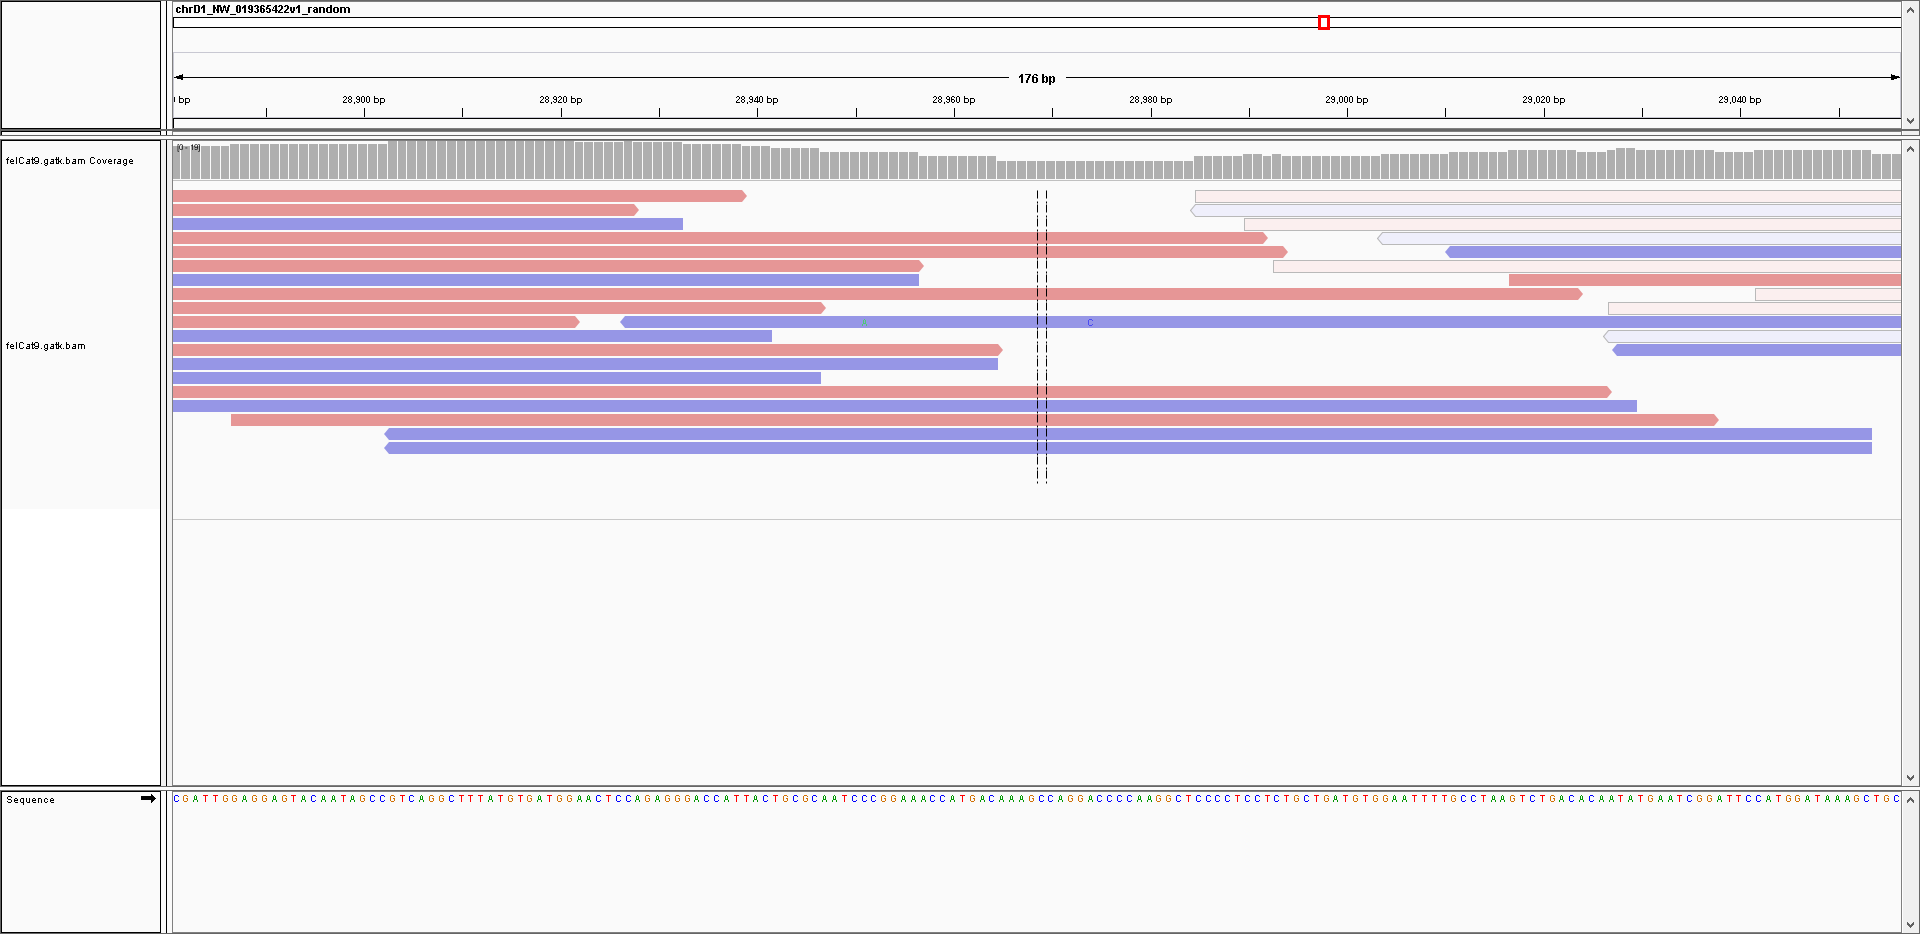 chrD1_NW_019365422v1_random
176 bp
bp 28,900 bp 28,920 bp 28,940 bp 28,960 bp 28,980 bp 29,000 bp 29,020 bp 29,040 bp
felCat9.gatk.bam Coverage
[0 - 19]
C
felCat9.gatk.bam
Sequence
CGATTGGAGGAGTACAATAGCCGTCAGGCTTTATGTGATGGAACTCCAGAGGGACCATTACTGCGCAATCCCGGAAACCATGACAAAGCCAGGACCCCAAGGCTCCCCTCCTCTGCTGATGTGGAATTTTGCCTAAGTCTGACACAATATGAATCGGATTCCATGGATAAAGCTGC